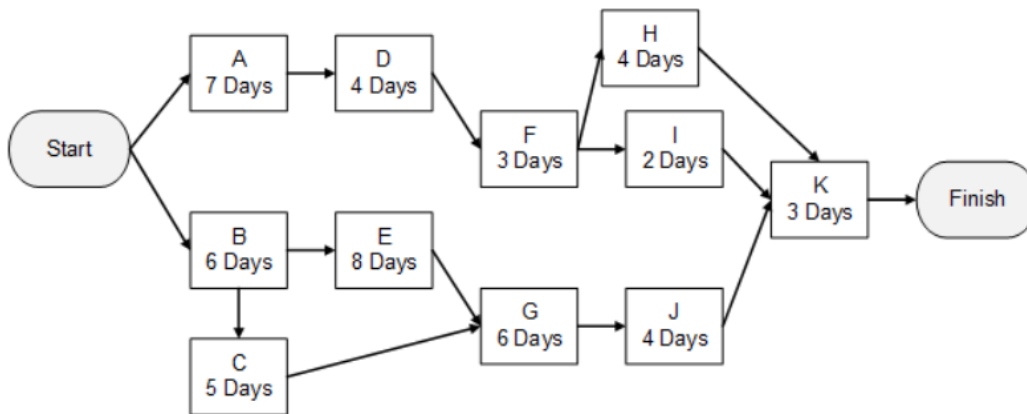 Start
A
7 Days
D
4 Days
H
4 Days
F
3 Days
I
2 Days
K
3 Days
Finish
B
6 Days
E
8 Days
G
6 Days
J
4 Days
C
5 Days